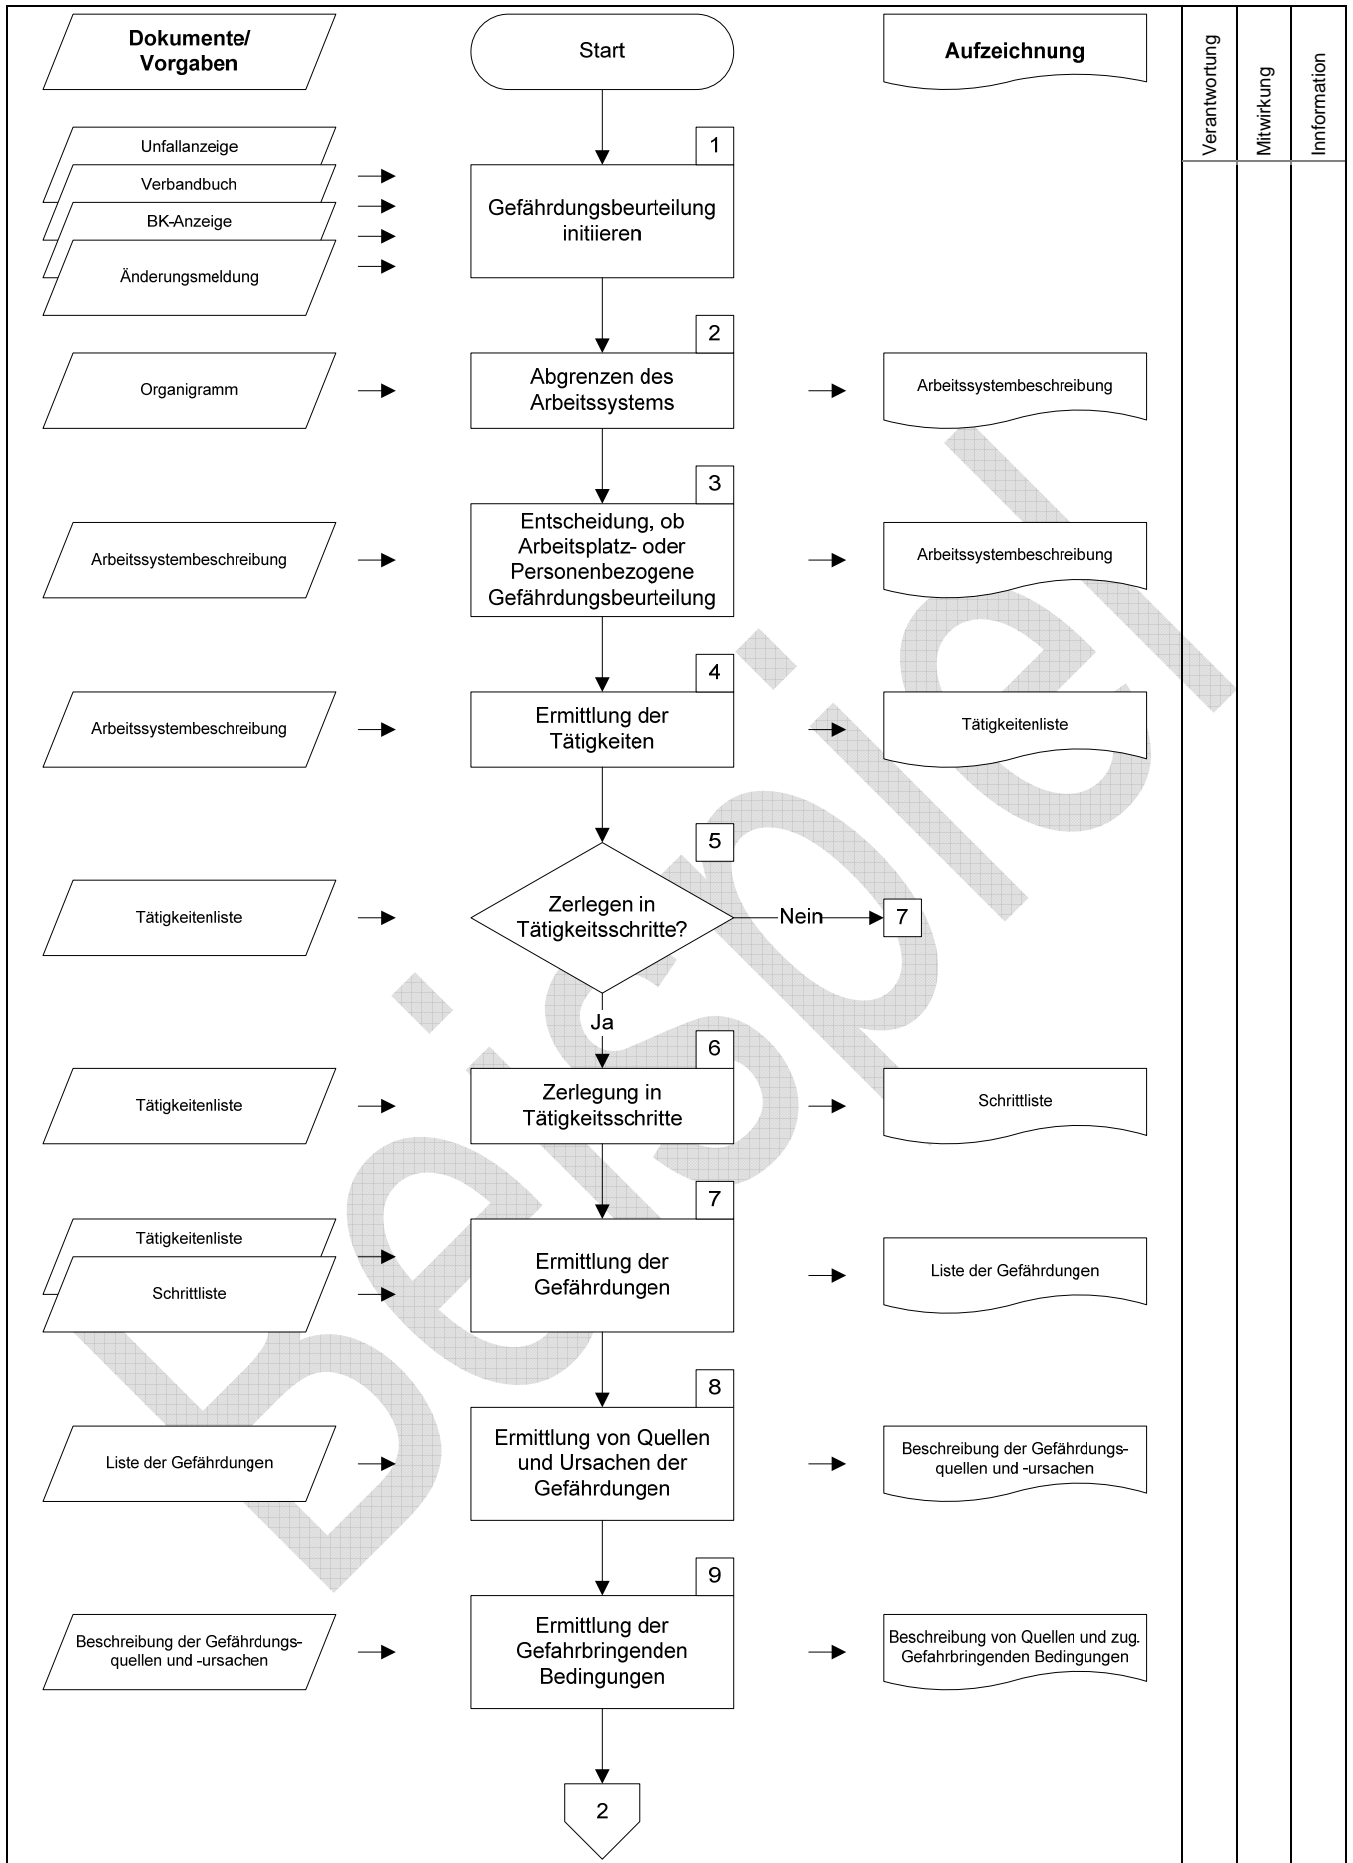 Dokumente/
Vorgaben
Start
Aufzeichnung
Verantwortung
Mitwirkung
Innformation
Unfallanzeige
Verbandbuch
BK-Anzeige
Änderungsmeldung
1
Gefährdungsbeurteilung
initiieren
2
Organigramm
Abgrenzen des
Arbeitssystems
Arbeitssystembeschreibung
3
Arbeitssystembeschreibung
Entscheidung, ob
Arbeitsplatz- oder
Personenbezogene
Gefährdungsbeurteilung
Arbeitssystembeschreibung
4
Arbeitssystembeschreibung
Ermittlung der
Tätigkeiten
Tätigkeitenliste
5
Tätigkeitenliste
Zerlegen in
Tätigkeitsschritte?
Nein
7
Ja
6
Tätigkeitenliste
Zerlegung in
Tätigkeitsschritte
Schrittliste
7
Tätigkeitenliste
Schrittliste
Ermittlung der
Gefährdungen
Liste der Gefährdungen
8
Liste der Gefährdungen
Ermittlung von Quellen
und Ursachen der
Gefährdungen
Beschreibung der Gefährdungs-
quellen und -ursachen
9
Beschreibung der Gefährdungs-
quellen und -ursachen
Ermittlung der
Gefahrbringenden
Bedingungen
Beschreibung von Quellen und zug.
Gefahrbringenden Bedingungen
2
Beispiel